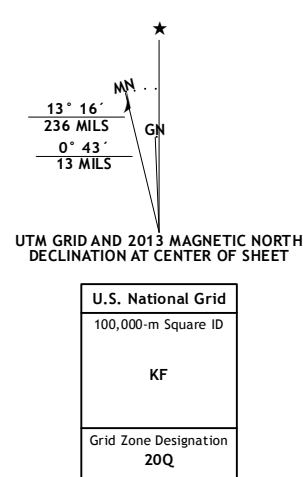 ★
MN
13° 16´
236 MILS
GN
0° 43´
13 MILS
UTM GRID AND 2013 MAGNETIC NORTH
DECLINATION AT CENTER OF SHEET
U.S. National Grid
100,000-m Square ID
KF
Grid Zone Designation
20Q